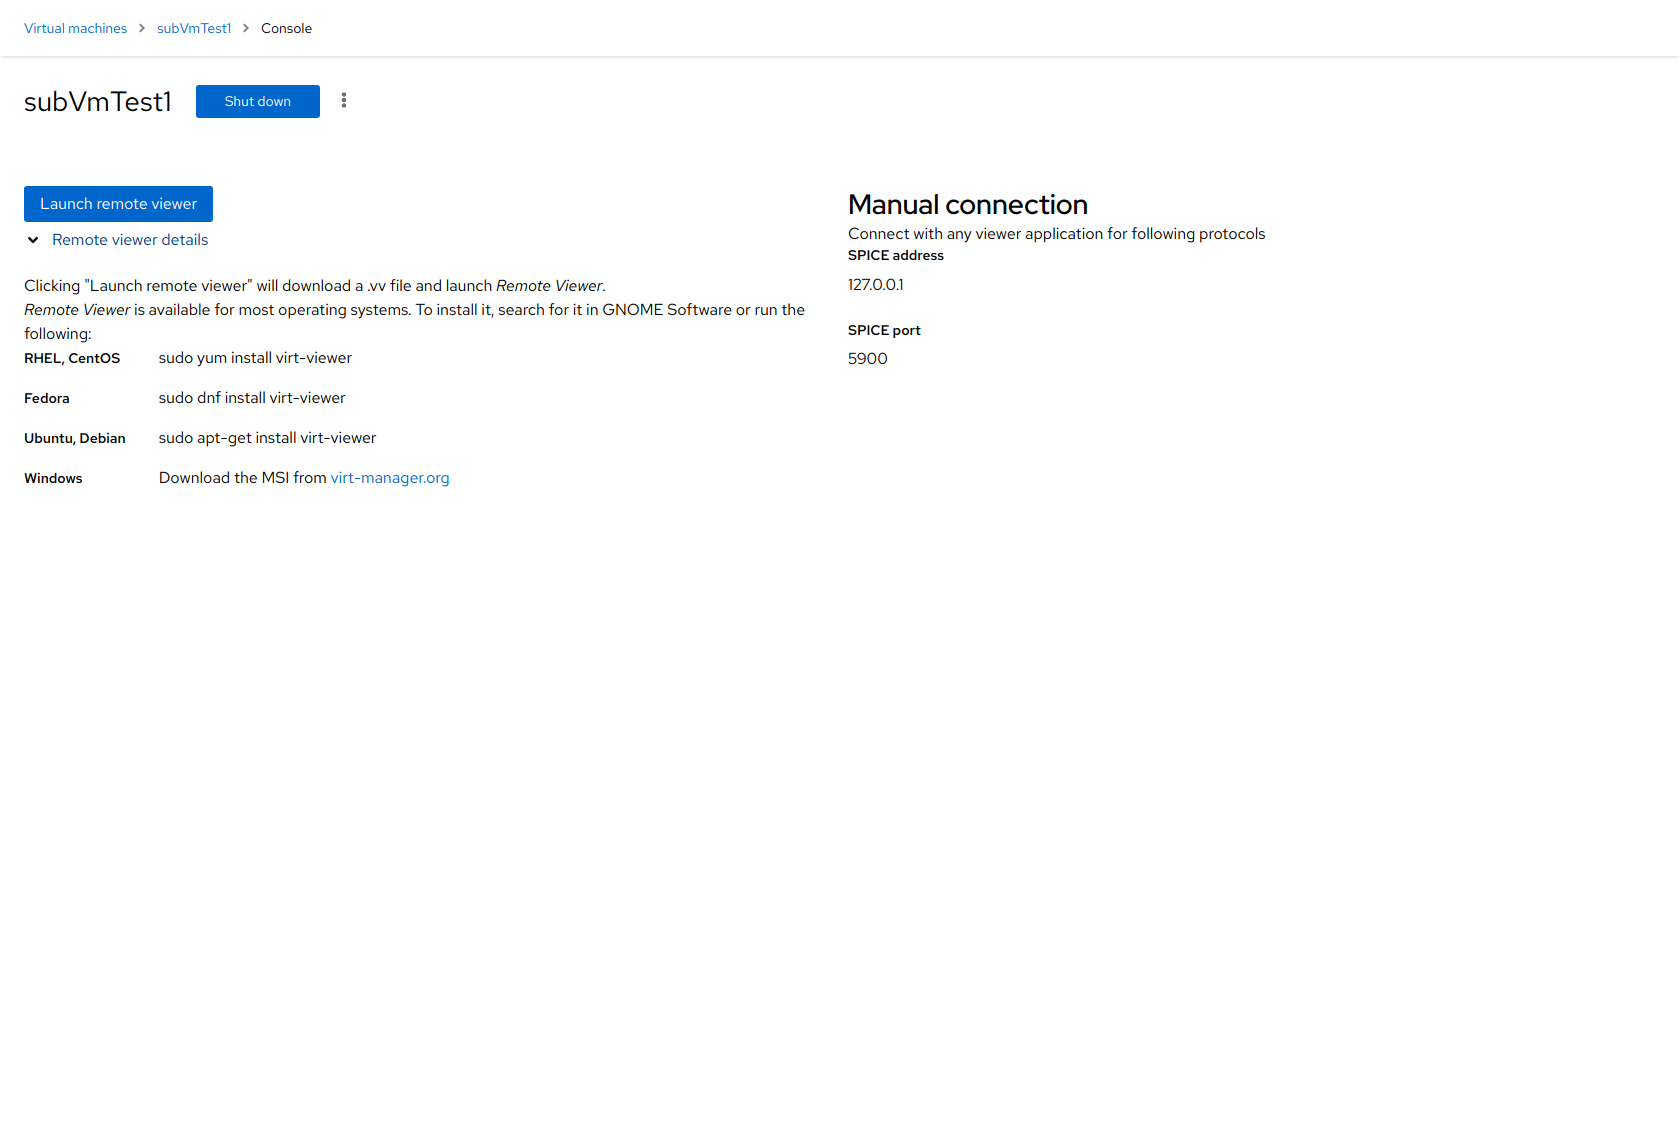 Virtual machines > subVmTest1 > Console
subVmTest1
Shut down
Launch remote viewer
Remote viewer details
Clicking "Launch remote viewer" will download a .vv file and launch Remote Viewer.
Remote Viewer is available for most operating systems. To install it, search for it in GNOME Software or run the
following:
RHEL, CentOS sudo yum install virt-viewer
Fedora sudo dnf install virt-viewer
Ubuntu, Debian sudo apt-get install virt-viewer
Windows Download the MSI from virt-manager.org
Manual connection
Connect with any viewer application for following protocols
SPICE address
127.0.0.1
SPICE port
5900